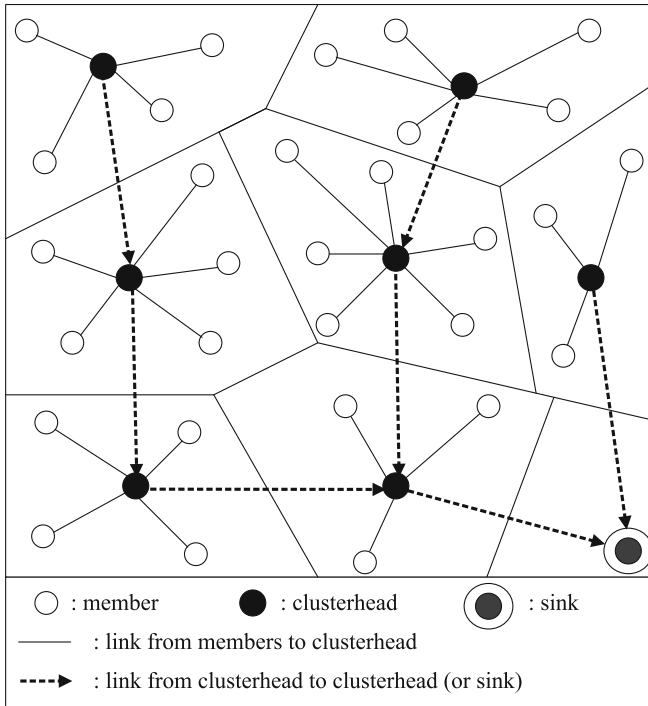 : member : clusterhead : sink
: link from members to clusterhead
: link from clusterhead to clusterhead (or sink)